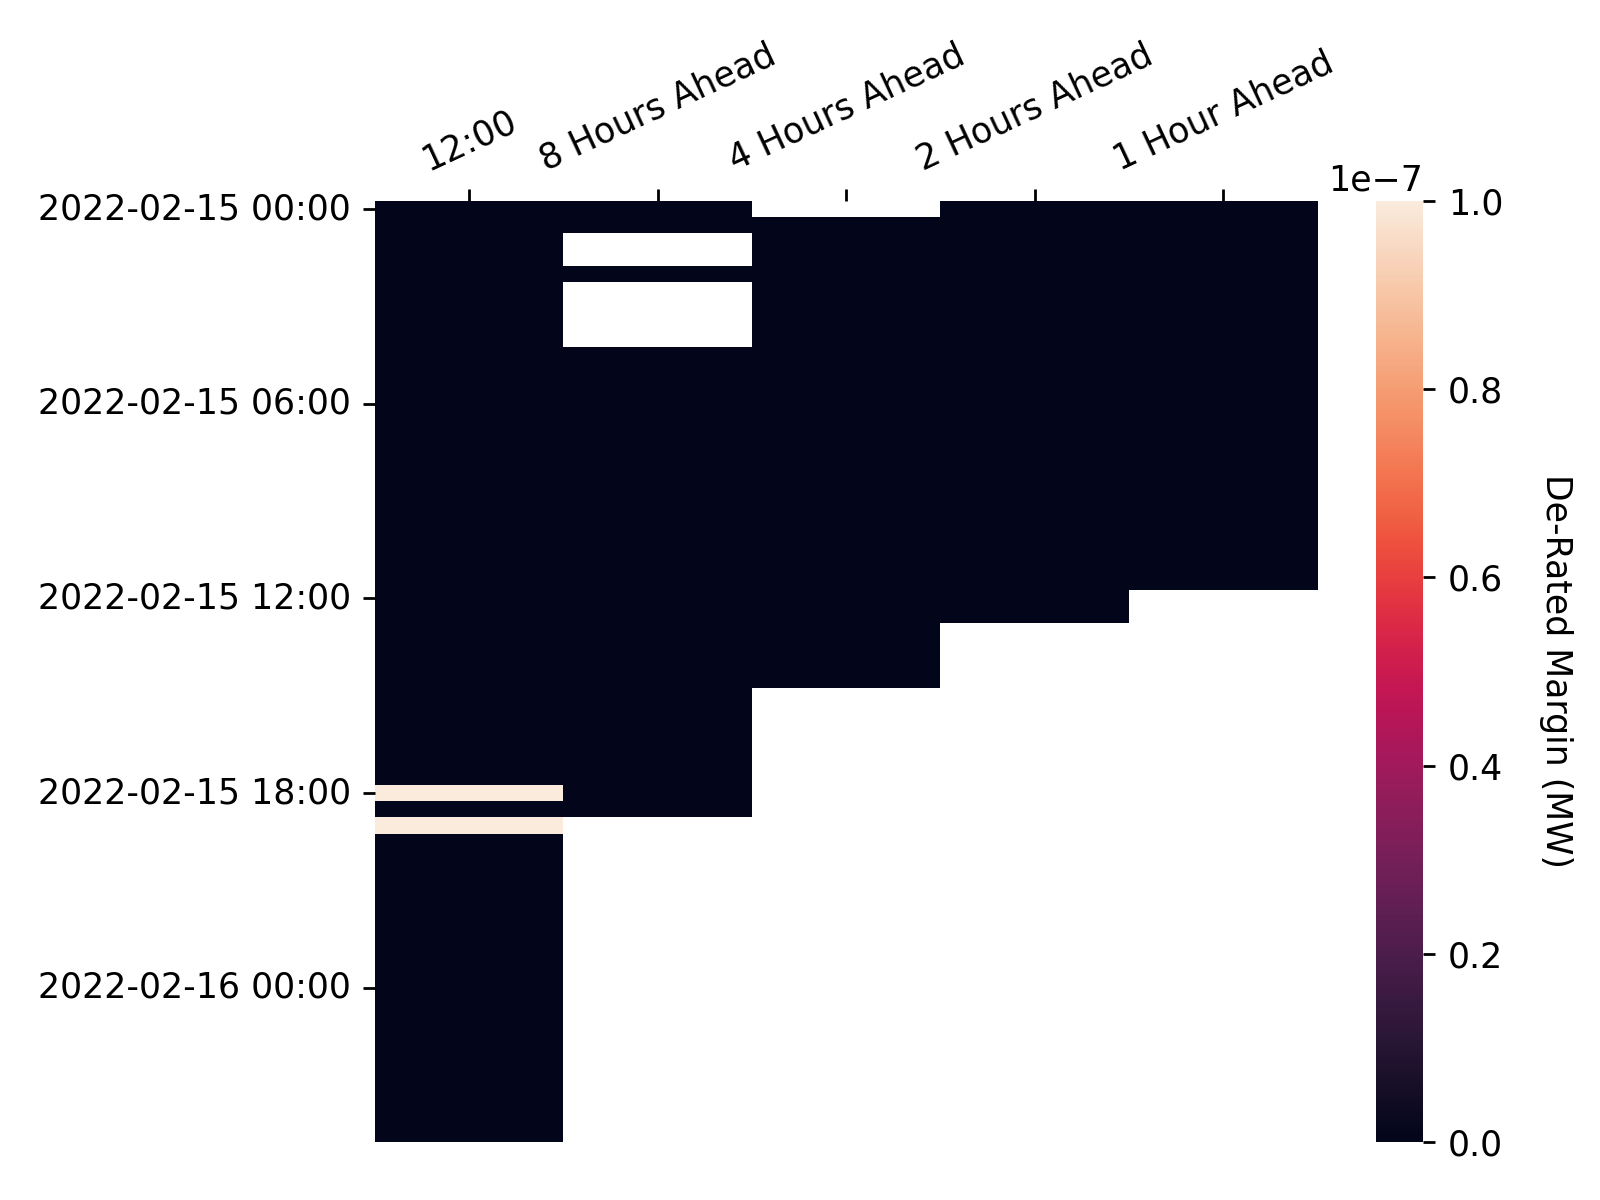 12:00
8 Hours Ahead
4 Hours Ahead
2 Hours Ahead
1 Hour Ahead
1e−7
2022-02-15 00:00
2022-02-15 06:00
2022-02-15 12:00
2022-02-15 18:00
2022-02-16 00:00
1.0
0.8
0.6
0.4
0.2
0.0
De-Rated Margin (MW)